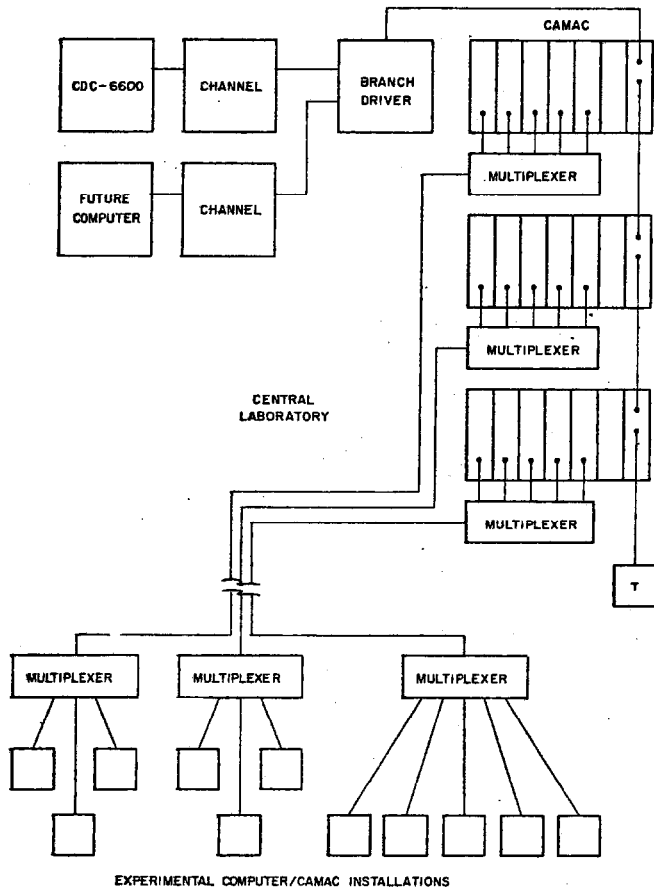 CAMAC
CDC-6600
CHANNEL
BRANCH
DRIVER
MULTIPLEXER
FUTURE
COMPUTER
CHANNEL
MULTIPLEXER
CENTRAL
LABORATORY
MULTIPLEXER
T
MULTIPLEXER
MULTIPLEXER
MULTIPLEXER
EXPERIMENTAL COMPUTER/CAMAC INSTALLATIONS